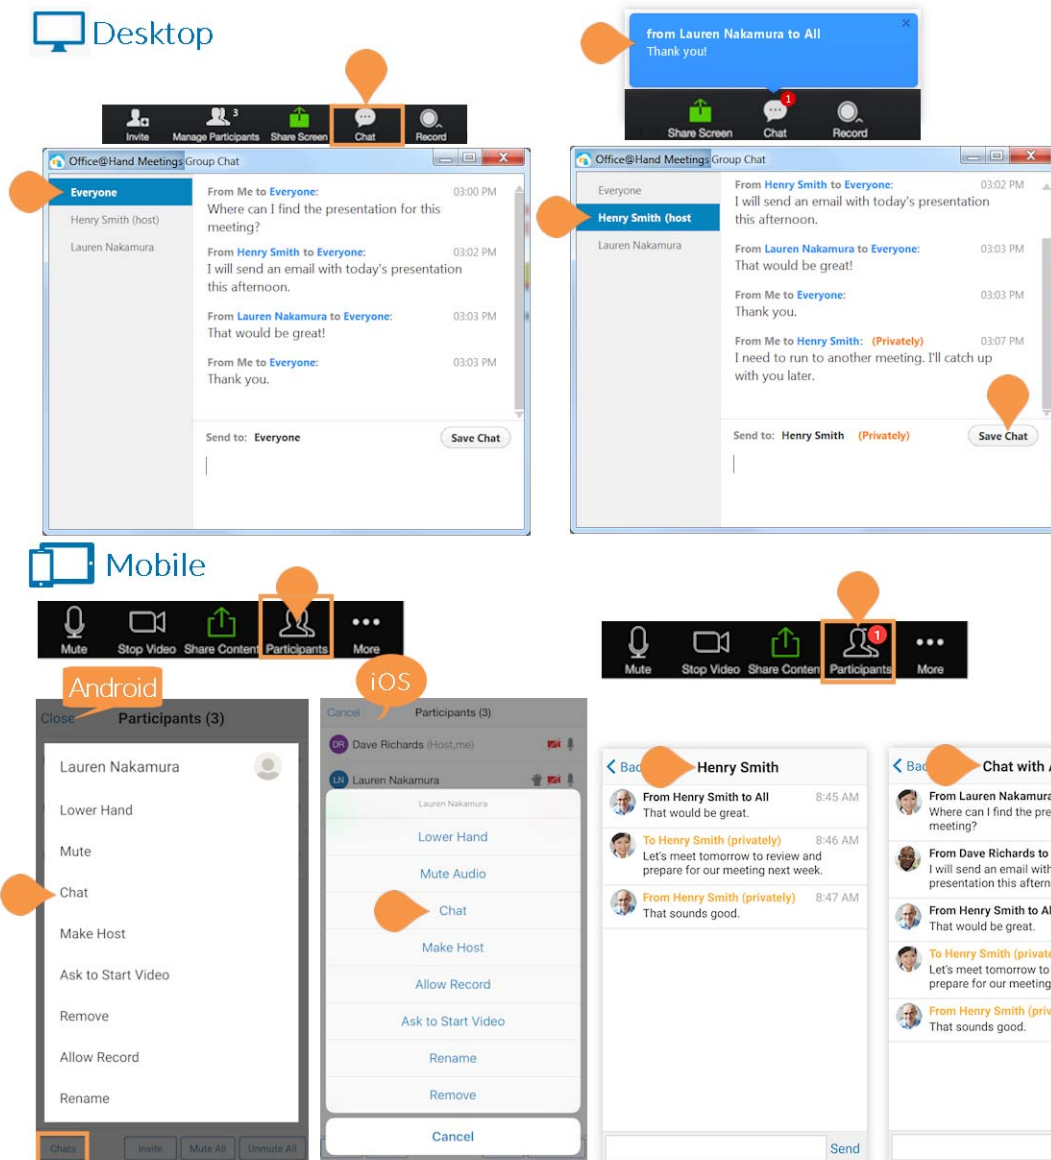 Desktop
from Lauren Nakamura to All
Thank you!
Invite
Manage Participants
3
Share Screen
Chat
Record
Share Screen
Chat
1
Record
Office@Hand Meetings Group Chat
Everyone
Henry Smith (host)
Lauren Nakamura
From Me to Everyone: 03:00 PM
Where can I find the presentation for this
meeting?
From Henry Smith to Everyone: 03:02 PM
I will send an email with today's presentation
this afternoon.
From Lauren Nakamura to Everyone: 03:03 PM
That would be great!
From Me to Everyone: 03:03 PM
Thank you.
Send to: Everyone
Save Chat
Office@Hand Meetings Group Chat
Everyone
Henry Smith (host
Lauren Nakamura
From Henry Smith to Everyone: 03:02 PM
I will send an email with today's presentation
this afternoon.
From Lauren Nakamura to Everyone: 03:03 PM
That would be great!
From Me to Everyone: 03:03 PM
Thank you.
From Me to Henry Smith: (Privately) 03:07 PM
I need to run to another meeting. I'll catch up
with you later.
Send to: Henry Smith (Privately)
Save Chat
Mobile
Mute
Stop Video
Share Content
Participants
More
Mute
Stop Video
Share Content
Participants
1
More
Android
Close
Participants (3)
Lauren Nakamura
Lower Hand
Mute
Chat
Make Host
Ask to Start Video
Remove
Allow Record
Rename
Chats
Invite
Mute All
Unmute All
iOS
Cancel
Participants (3)
DR
Dave Richards (Host,me)
LN
Lauren Nakamura
Lauren Nakamura
Lower Hand
Mute Audio
Chat
Make Host
Allow Record
Ask to Start Video
Rename
Remove
Cancel
Henry Smith
From Henry Smith to All 8:45 AM
That would be great.
To Henry Smith (privately) 8:46 AM
Let's meet tomorrow to review and
prepare for our meeting next week.
From Henry Smith (privately) 8:47 AM
That sounds good.
Send
Chat with
From Lauren Nakamura
Where can I find the pre
meeting?
From Dave Richards to
I will send an email with
presentation this aftern
From Henry Smith to Al
That would be great.
To Henry Smith (private
Let's meet tomorrow to
prepare for our meeting
From Henry Smith (priv
That sounds good.